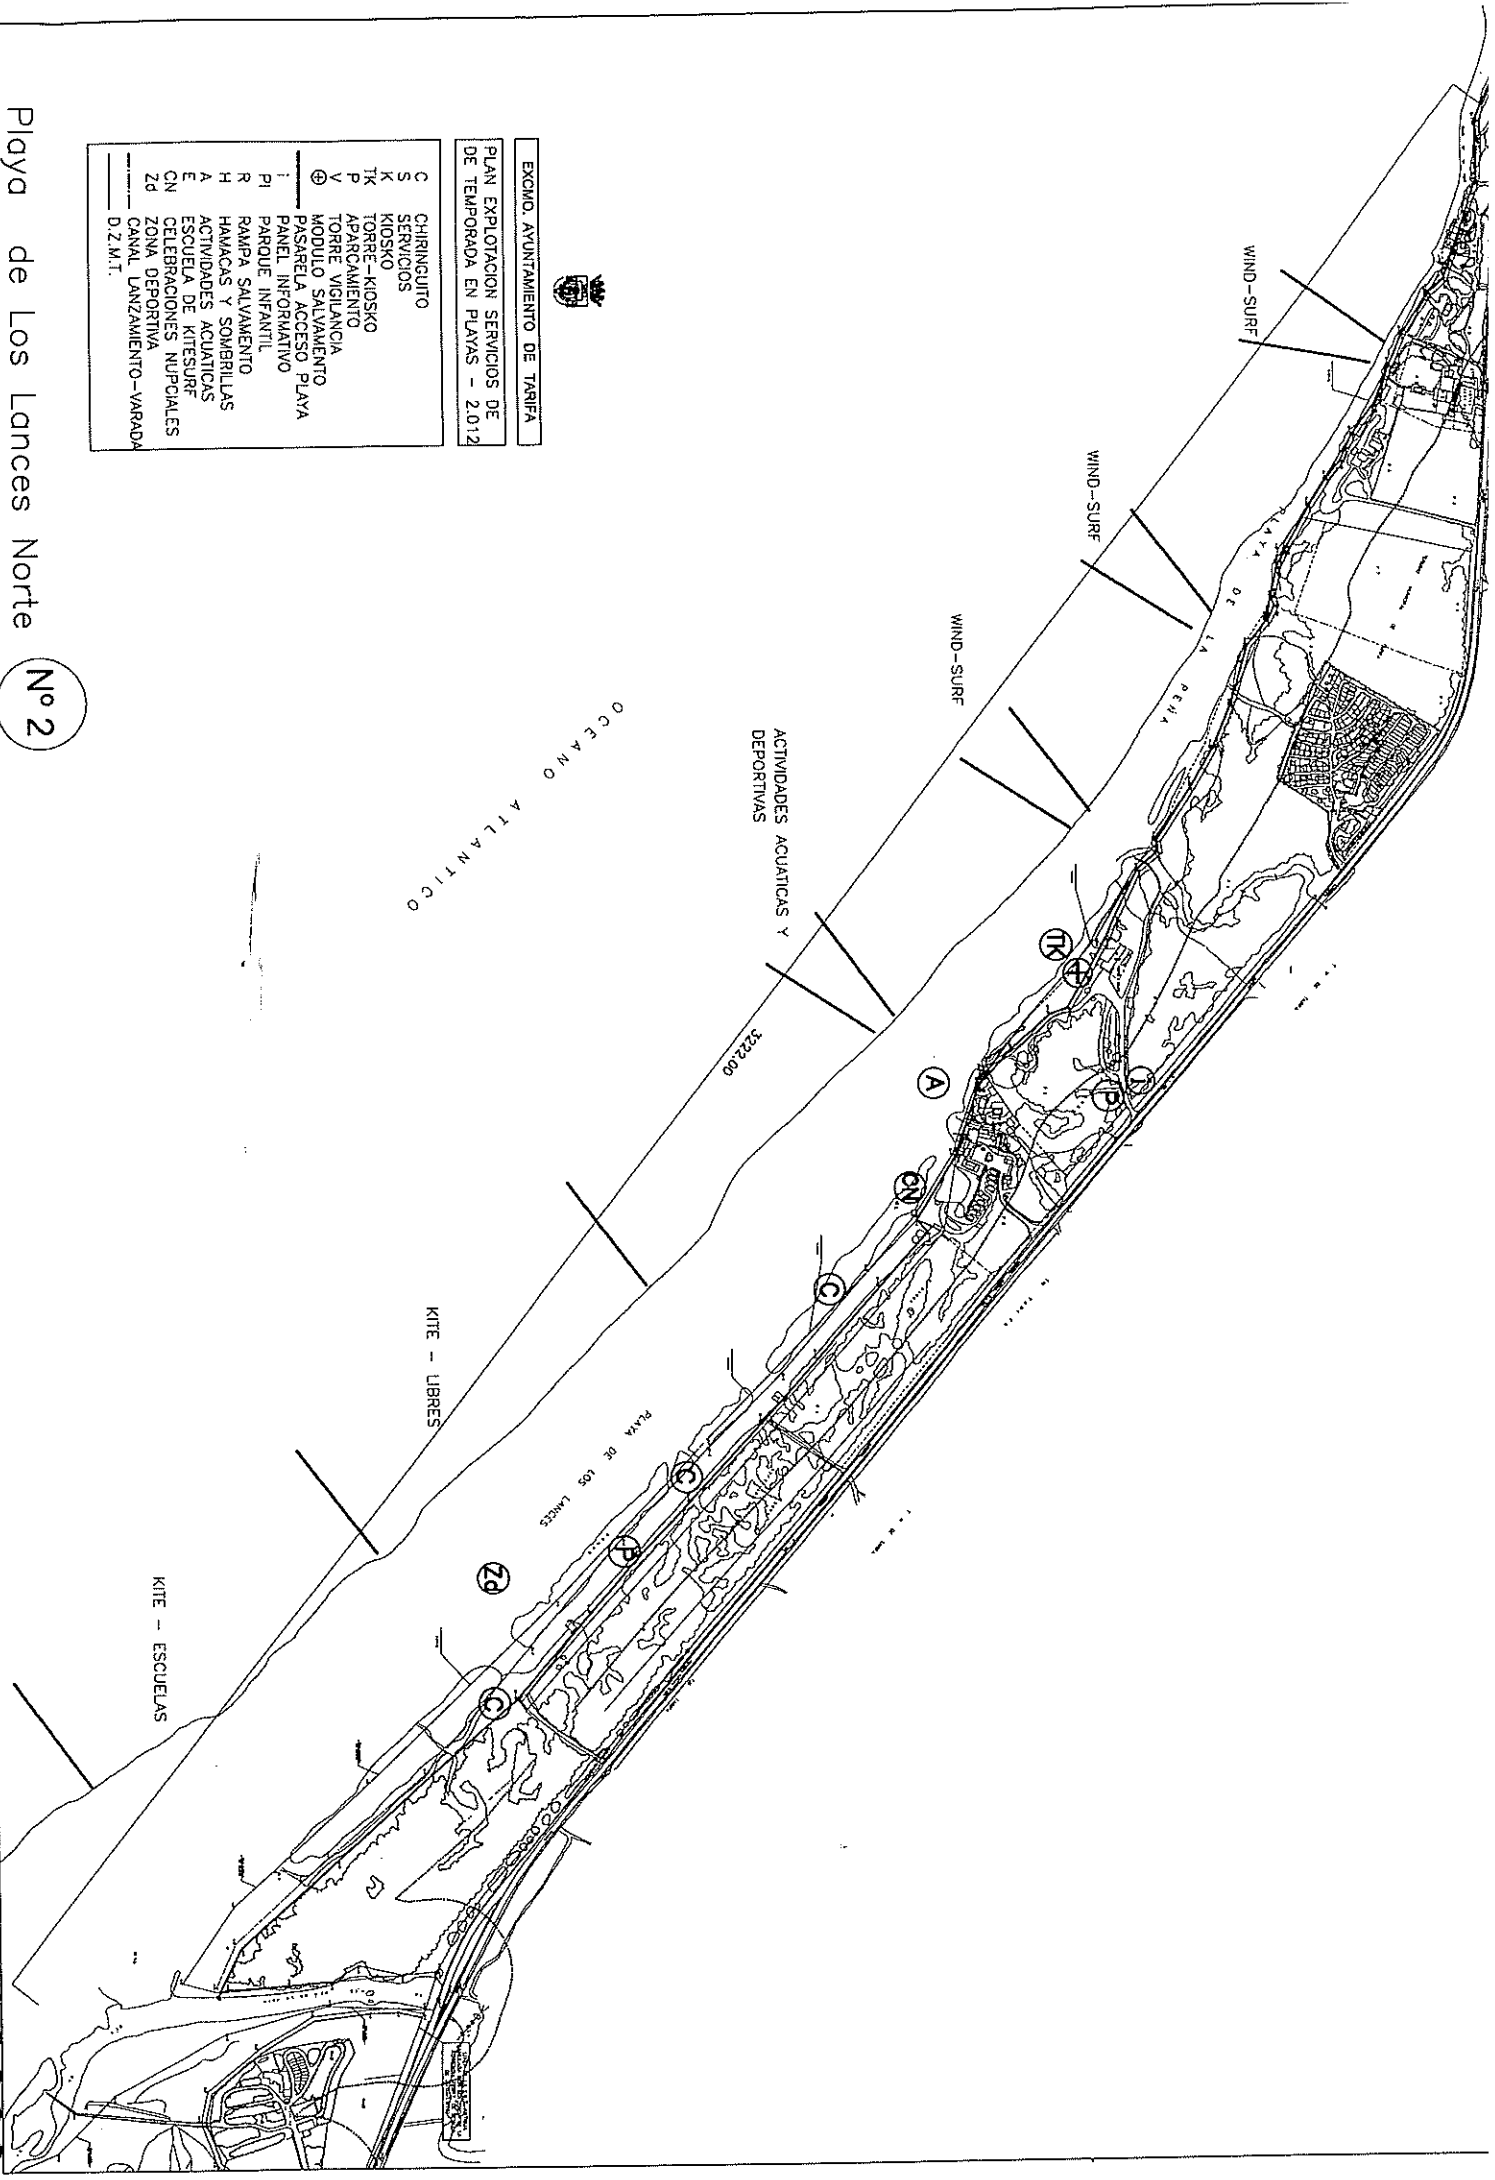 EXCMO. AYUNTAMIENTO DE TARIFA
PLAN EXPLOTACION SERVICIOS DE
DE TEMPORADA EN PLAYAS - 2.012
C CHIRINGUITO
S SERVICIOS
K KIOSKO
TK TORRE-KIOSKO
P APARCAMIENTO
V TORRE VIGILANCIA
⊕ MODULO SALVAMENTO
PASARELA ACCESO PLAYA
i PANEL INFORMATIVO
PI PARQUE INFANTIL
R RAMPA SALVAMENTO
H HAMACAS Y SOMBRILLAS
A ACTIVIDADES ACUATICAS
E ESCUELA DE KITESURF
CN CELEBRACIONES NUPCIALES
Zd ZONA DEPORTIVA
CANAL LANZAMIENTO-VARADA
D.Z.M.T.
Playa de Los Lances Norte Nº 2
WIND-SURF
WIND-SURF
WIND-SURF
PLAYA DE LA PEÑA
ACTIVIDADES ACUATICAS Y
DEPORTIVAS
OCEANO ATLANTICO
3222.00
TK
A
P
CN
C
KITE - LIBRES
PLAYA DE LOS LANCES
C
P
Zd
C
KITE - ESCUELAS